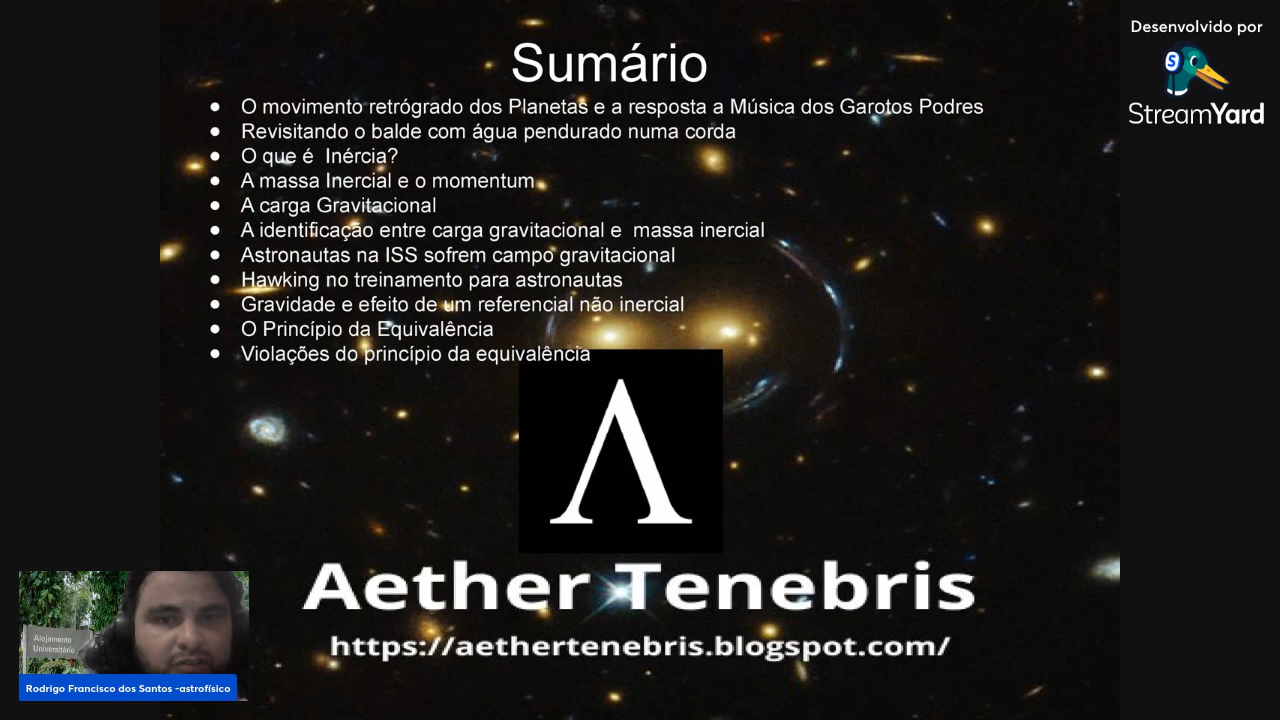 Sumário
● O movimento retrógrado dos Planetas e a resposta a Música dos Garotos Podres
● Revisitando o balde com água pendurado numa corda
● O que é Inércia?
● A massa Inercial e o momentum
● A carga Gravitacional
● A identificação entre carga gravitacional e massa inercial
● Astronautas na ISS sofrem campo gravitacional
● Hawking no treinamento para astronautas
● Gravidade e efeito de um referencial não inercial
● O Princípio da Equivalência
● Violações do princípio da equivalência
Λ
Aether Tenebris
https://aethertenebris.blogspot.com/
Desenvolvido por
S
StreamYard
Alojamento
Universitário
Rodrigo Francisco dos Santos -astrofísico